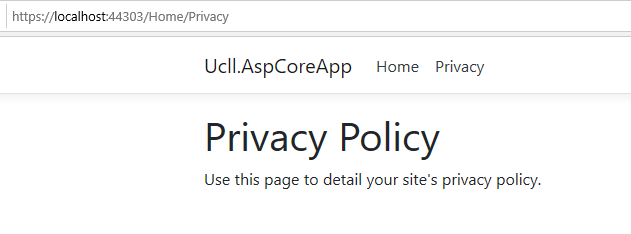 https://localhost:44303/Home/Privacy
Ucll.AspCoreApp Home Privacy
Privacy Policy
Use this page to detail your site's privacy policy.